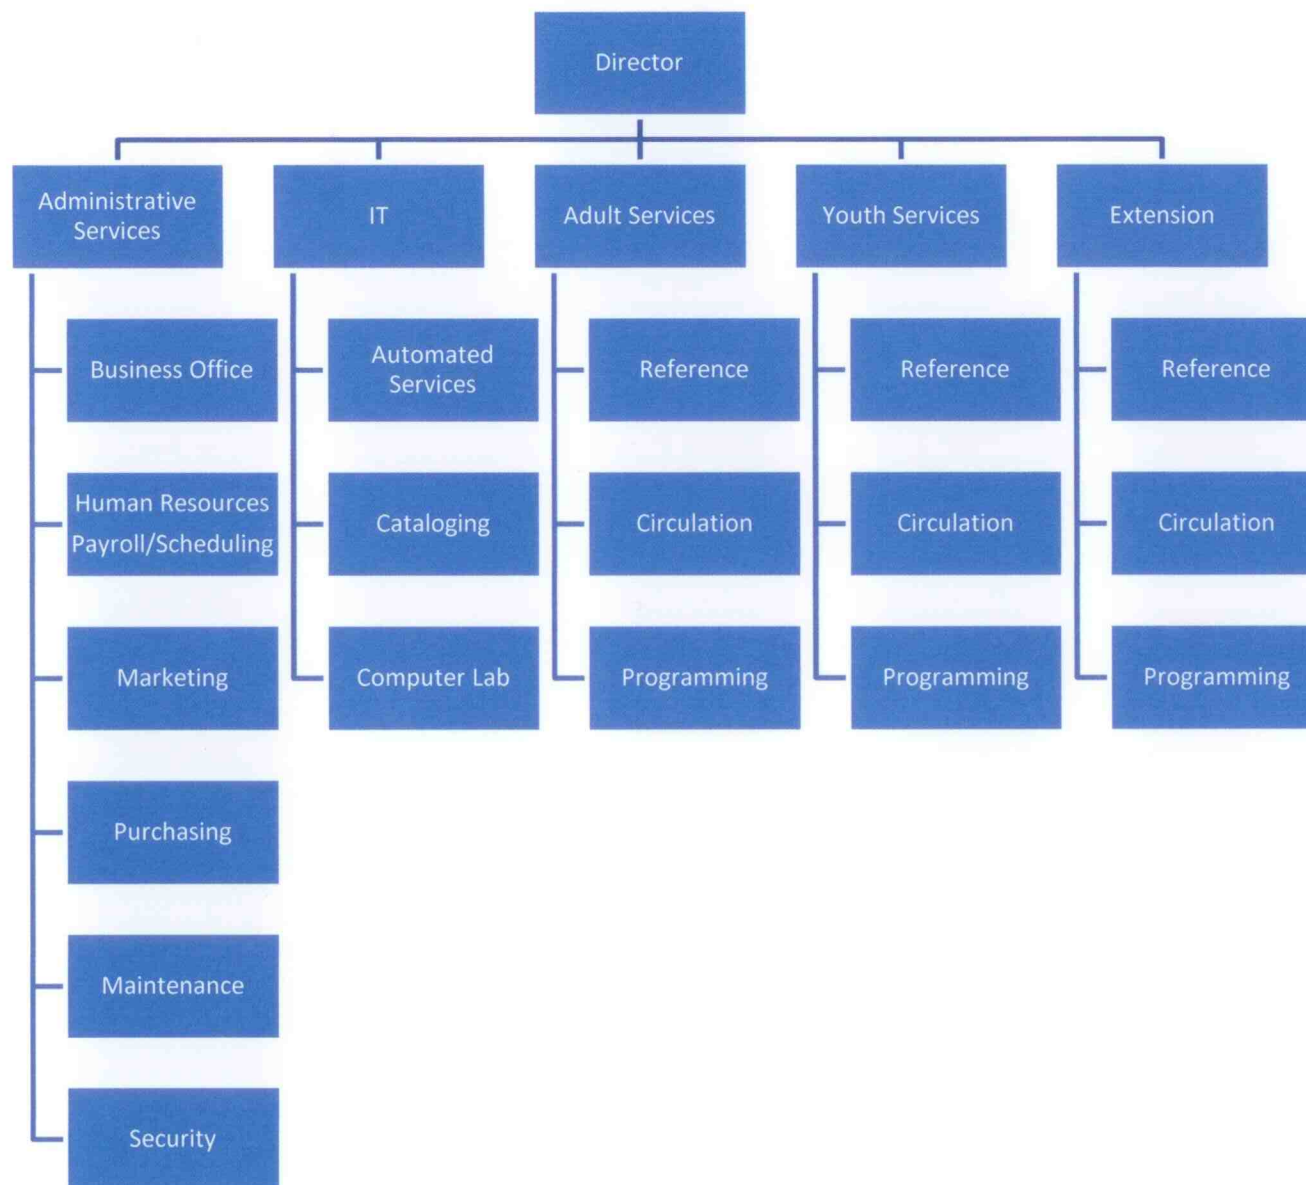 Director
Administrative
Services
IT
Adult Services
Youth Services
Extension
Business Office
Automated
Services
Reference
Reference
Reference
Human Resources
Payroll/Scheduling
Cataloging
Circulation
Circulation
Circulation
Marketing
Computer Lab
Programming
Programming
Programming
Purchasing
Maintenance
Security